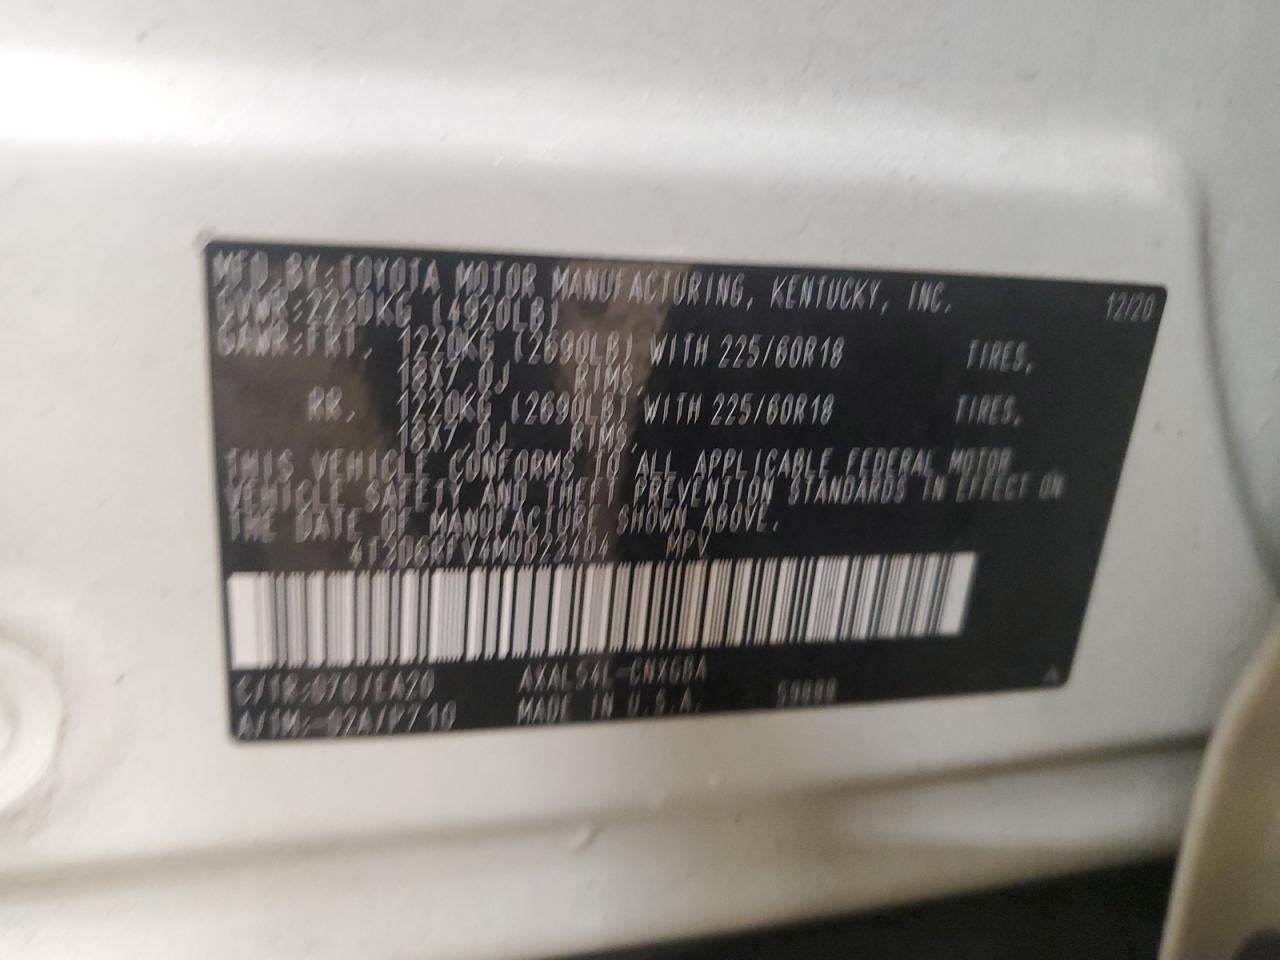 MFD.BY:TOYOTA MOTOR MANUFACTURING, KENTUCKY, INC. 12/20
GVWR:2230KG (4920LB)
GAWR:FRT. 1220KG (2690LB) WITH 225/60R18 TIRES,
18X7.0J RIMS,
RR. 1220KG (2690LB) WITH 225/60R18 TIRES,
18X7.0J RIMS.
THIS VEHICLE CONFORMS TO ALL APPLICABLE FEDERAL MOTOR
VEHICLE SAFETY AND THEFT PREVENTION STANDARDS IN EFFECT ON
THE DATE OF MANUFACTURE SHOWN ABOVE.
MPV
C/TR:070/EA20
MADE IN U.S.A.